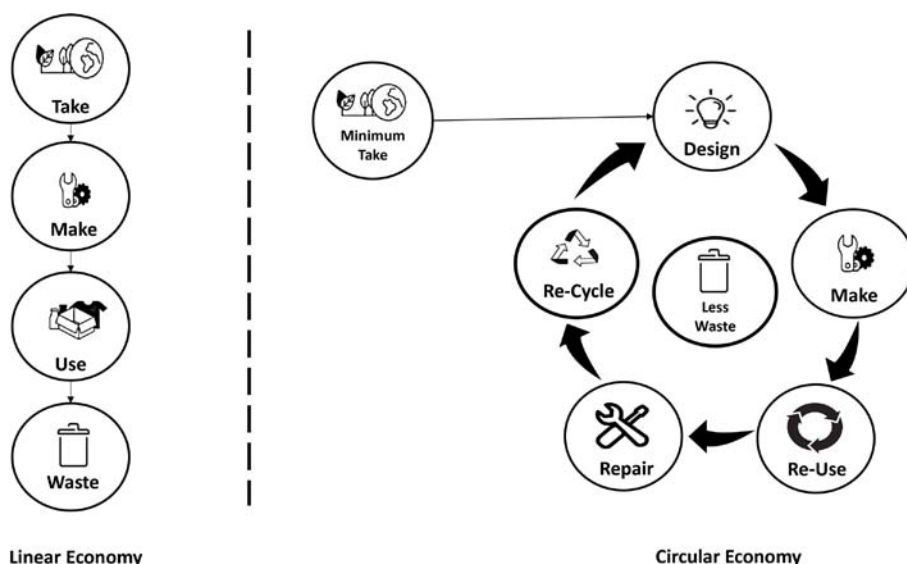 Take
Make
Use
Waste
Linear Economy
Minimum
Take
Design
Make
Re-Use
Repair
Re-Cycle
Less
Waste
Circular Economy